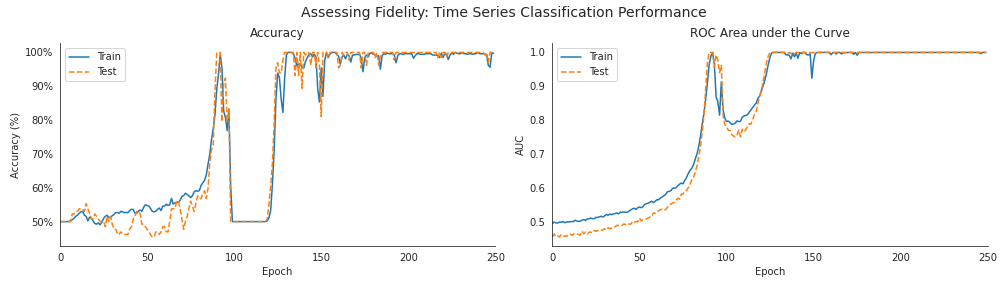 Assessing Fidelity: Time Series Classification Performance
Accuracy
100%
90%
80%
70%
60%
50%
Accuracy (%)
Train
Test
0 50 100 150 200 250
Epoch
ROC Area under the Curve
1.0
0.9
0.8
0.7
0.6
0.5
AUC
Train
Test
0 50 100 150 200 250
Epoch